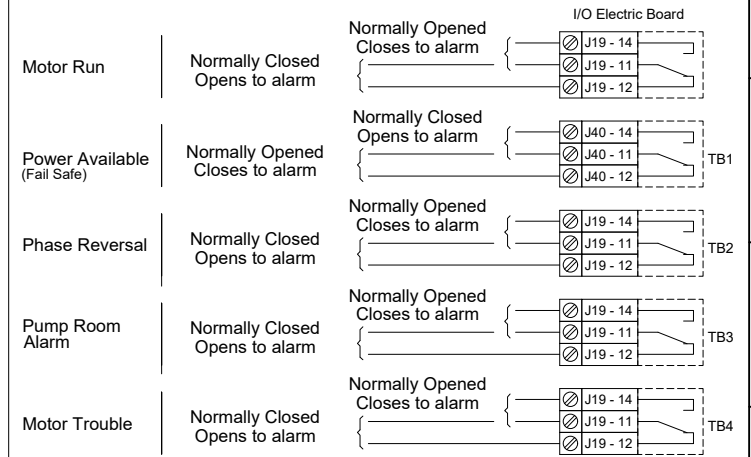 I/O Electric Board
Normally Opened
Closes to alarm
Motor Run
Normally Closed
Opens to alarm
J19 - 14
J19 - 11
J19 - 12
Normally Closed
Opens to alarm
Power Available
(Fail Safe)
Normally Opened
Closes to alarm
J40 - 14
J40 - 11
J40 - 12
TB1
Normally Opened
Closes to alarm
Phase Reversal
Normally Closed
Opens to alarm
J19 - 14
J19 - 11
J19 - 12
TB2
Normally Opened
Closes to alarm
Pump Room
Alarm
Normally Closed
Opens to alarm
J19 - 14
J19 - 11
J19 - 12
TB3
Normally Opened
Closes to alarm
Motor Trouble
Normally Closed
Opens to alarm
J19 - 14
J19 - 11
J19 - 12
TB4